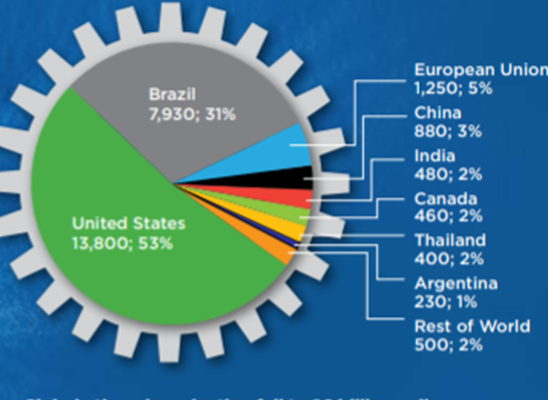 Brazil
7,930; 31%
United States
13,800; 53%
European Union
1,250; 5%
China
880; 3%
India
480; 2%
Canada
460; 2%
Thailand
400; 2%
Argentina
230; 1%
Rest of World
500; 2%